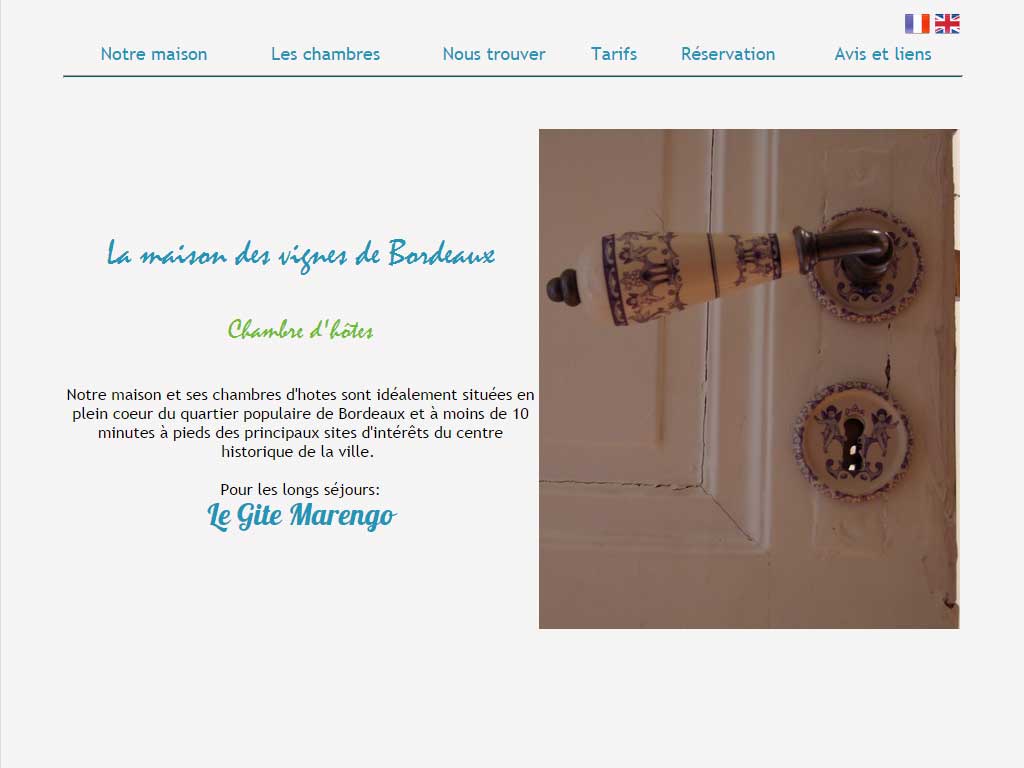 Notre maison
Les chambres
Nous trouver
Tarifs
Réservation
Avis et liens
La maison des vignes de Bordeaux
Chambre d'hôtes
Notre maison et ses chambres d'hotes sont idéalement situées en
plein coeur du quartier populaire de Bordeaux et à moins de 10
minutes à pieds des principaux sites d'intérêts du centre
historique de la ville.
Pour les longs séjours:
Le Gite Marengo